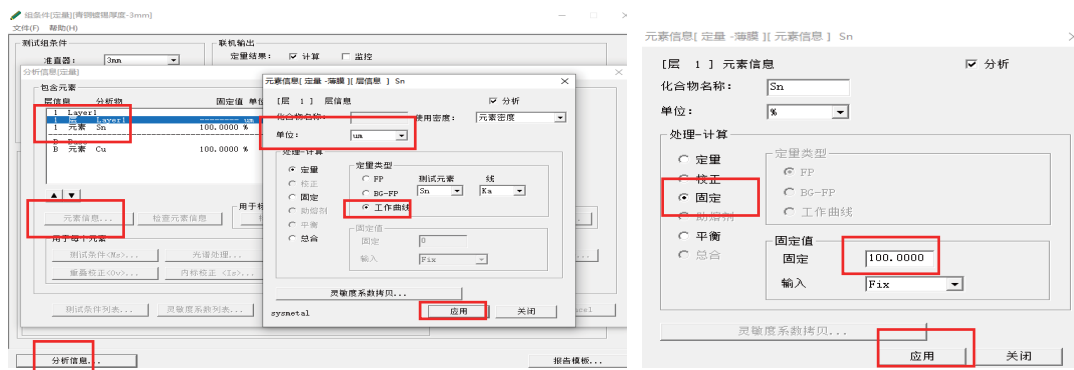 组条件[定量][青铜镀锡厚度-3mm]
文件(F) 帮助(H)
测试组条件
准直器: 3mm
联机输出
定量结果: 计算 监控
分析信息[定量]
包含元素
层信息 分析物 固定值 单位
1 Layer1
1 层 Layer1 -------- um
1 元素 Sn 100.0000 %
B Base
B 元素 Cu 100.0000 %
元素信息... 检查元素信息
用于每个元素
测试条件<Ms>... 光谱处理...
重叠校正<Ov>... 内标校正 <Is>...
测试条件列表... 灵敏度系数列表...
分析信息... 报告模板...
元素信息[ 定量 -薄膜 ][ 层信息 ] Sn
[层 1 ] 层信息 分析
化合物名称: 使用密度: 元素密度
单位: um
处理-计算
定量
校正
固定
助熔剂
平衡
总合
定量类型
FP 测试元素 线
BG-FP Sn Ka
工作曲线
固定值
固定 0
输入 Fix
灵敏度系数拷贝...
sysmetal 应用 关闭
元素信息[ 定量 -薄膜 ][ 元素信息 ] Sn
[层 1 ] 元素信息 分析
化合物名称: Sn
单位: %
处理-计算
定量
校正
固定
助熔剂
平衡
总合
定量类型
FP
BG-FP
工作曲线
固定值
固定 100.0000
输入 Fix
灵敏度系数拷贝...
应用 关闭